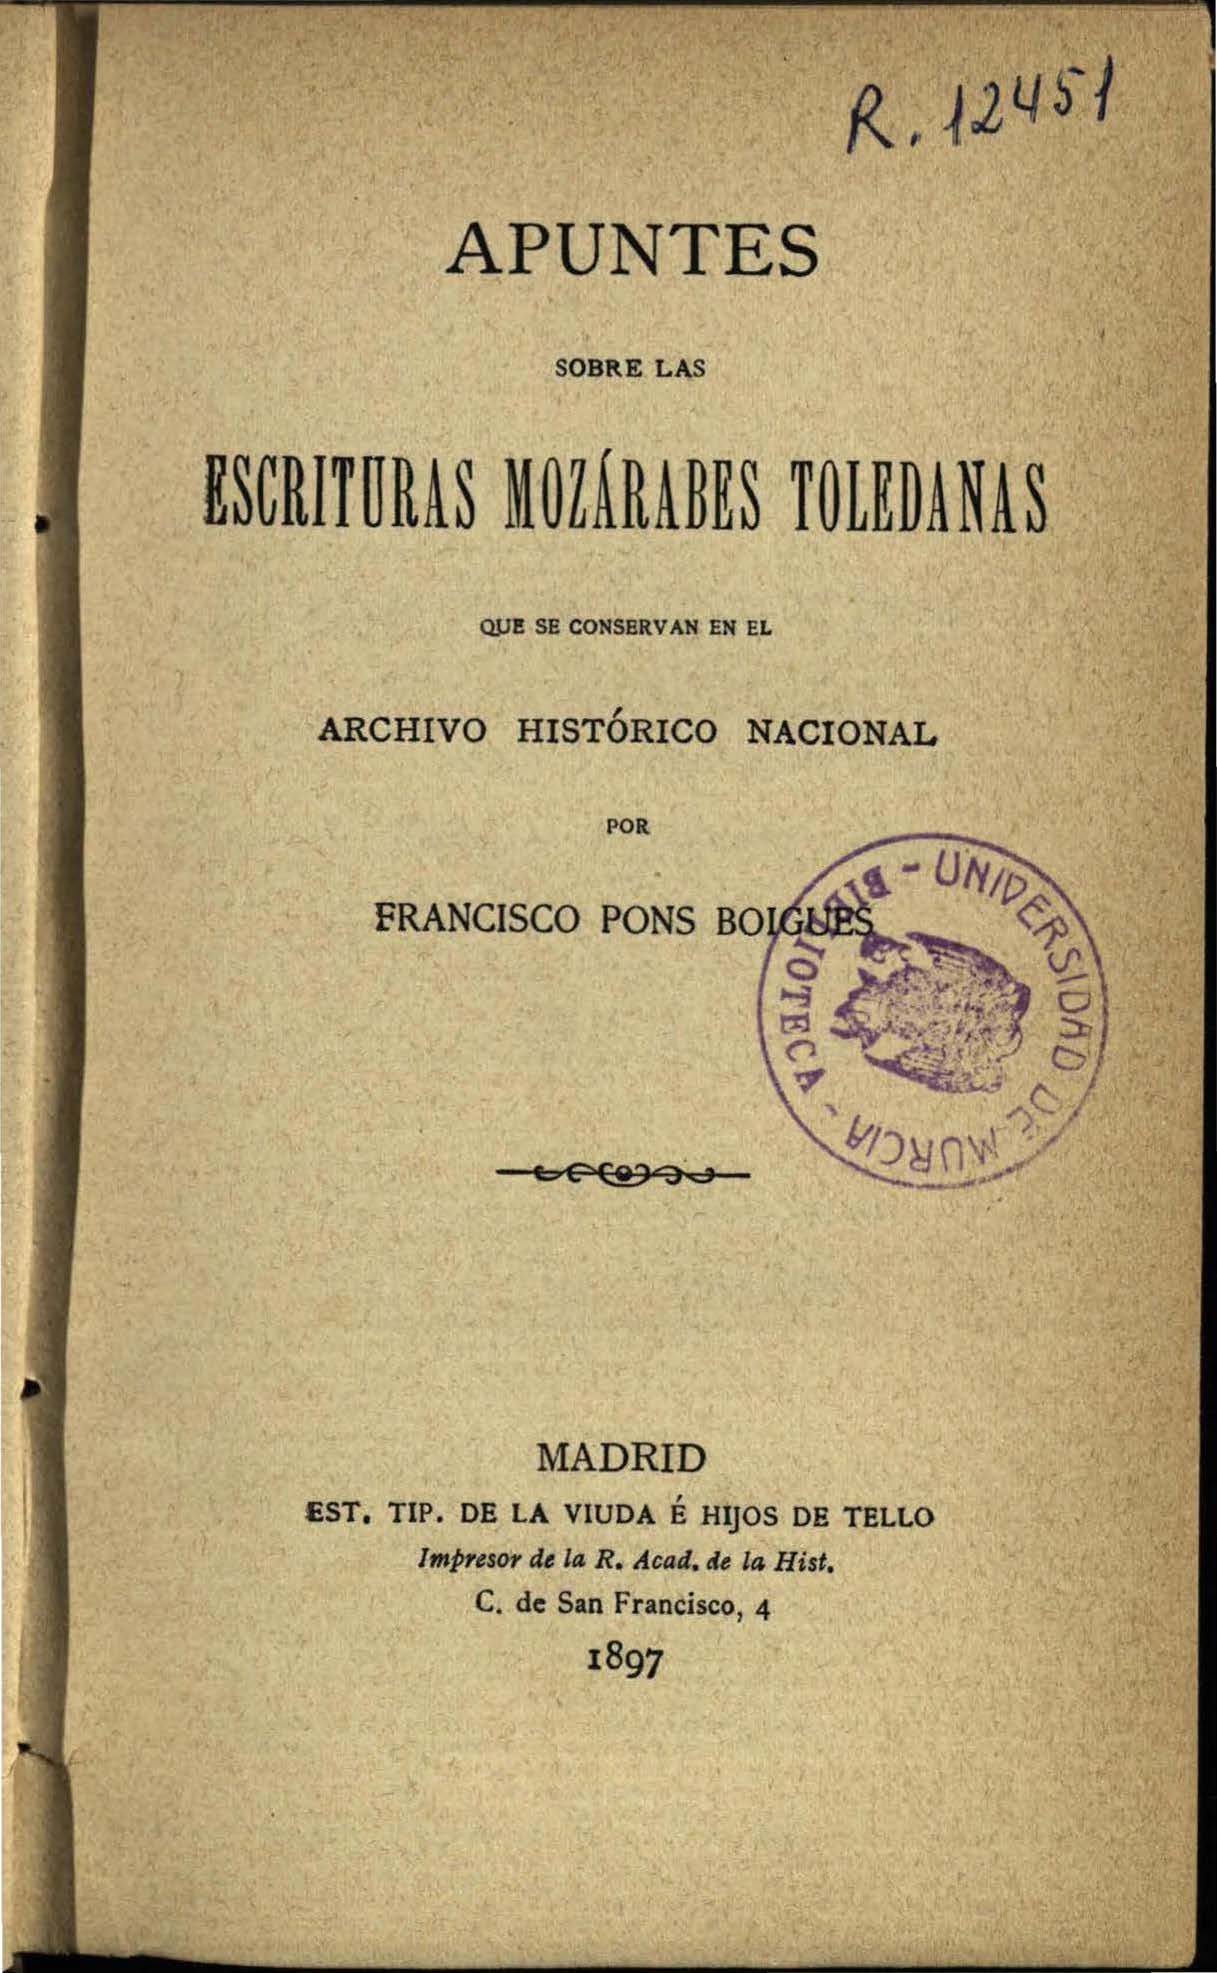 R. 12451
APUNTES
SOBRE LAS
ESCRITURAS MOZÁRABES TOLEDANAS
QUE SE CONSERVAN EN EL
ARCHIVO HISTÓRICO NACIONAL
POR
FRANCISCO PONS BOIGUES
BIBLIOTECA - UNIVERSIDAD DE MURCIA -
MADRID
EST. TIP. DE LA VIUDA É HIJOS DE TELLO
Impresor de la R. Acad. de la Hist.
C. de San Francisco, 4
1897